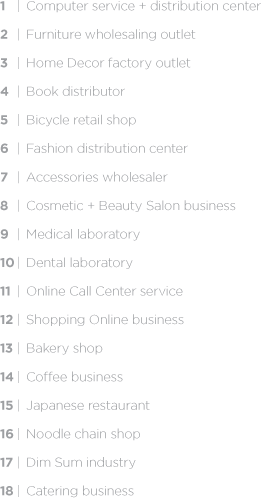 1 | Computer service + distribution center
2 | Furniture wholesaling outlet
3 | Home Decor factory outlet
4 | Book distributor
5 | Bicycle retail shop
6 | Fashion distribution center
7 | Accessories wholesaler
8 | Cosmetic + Beauty Salon business
9 | Medical laboratory
10 | Dental laboratory
11 | Online Call Center service
12 | Shopping Online business
13 | Bakery shop
14 | Coffee business
15 | Japanese restaurant
16 | Noodle chain shop
17 | Dim Sum industry
18 | Catering business